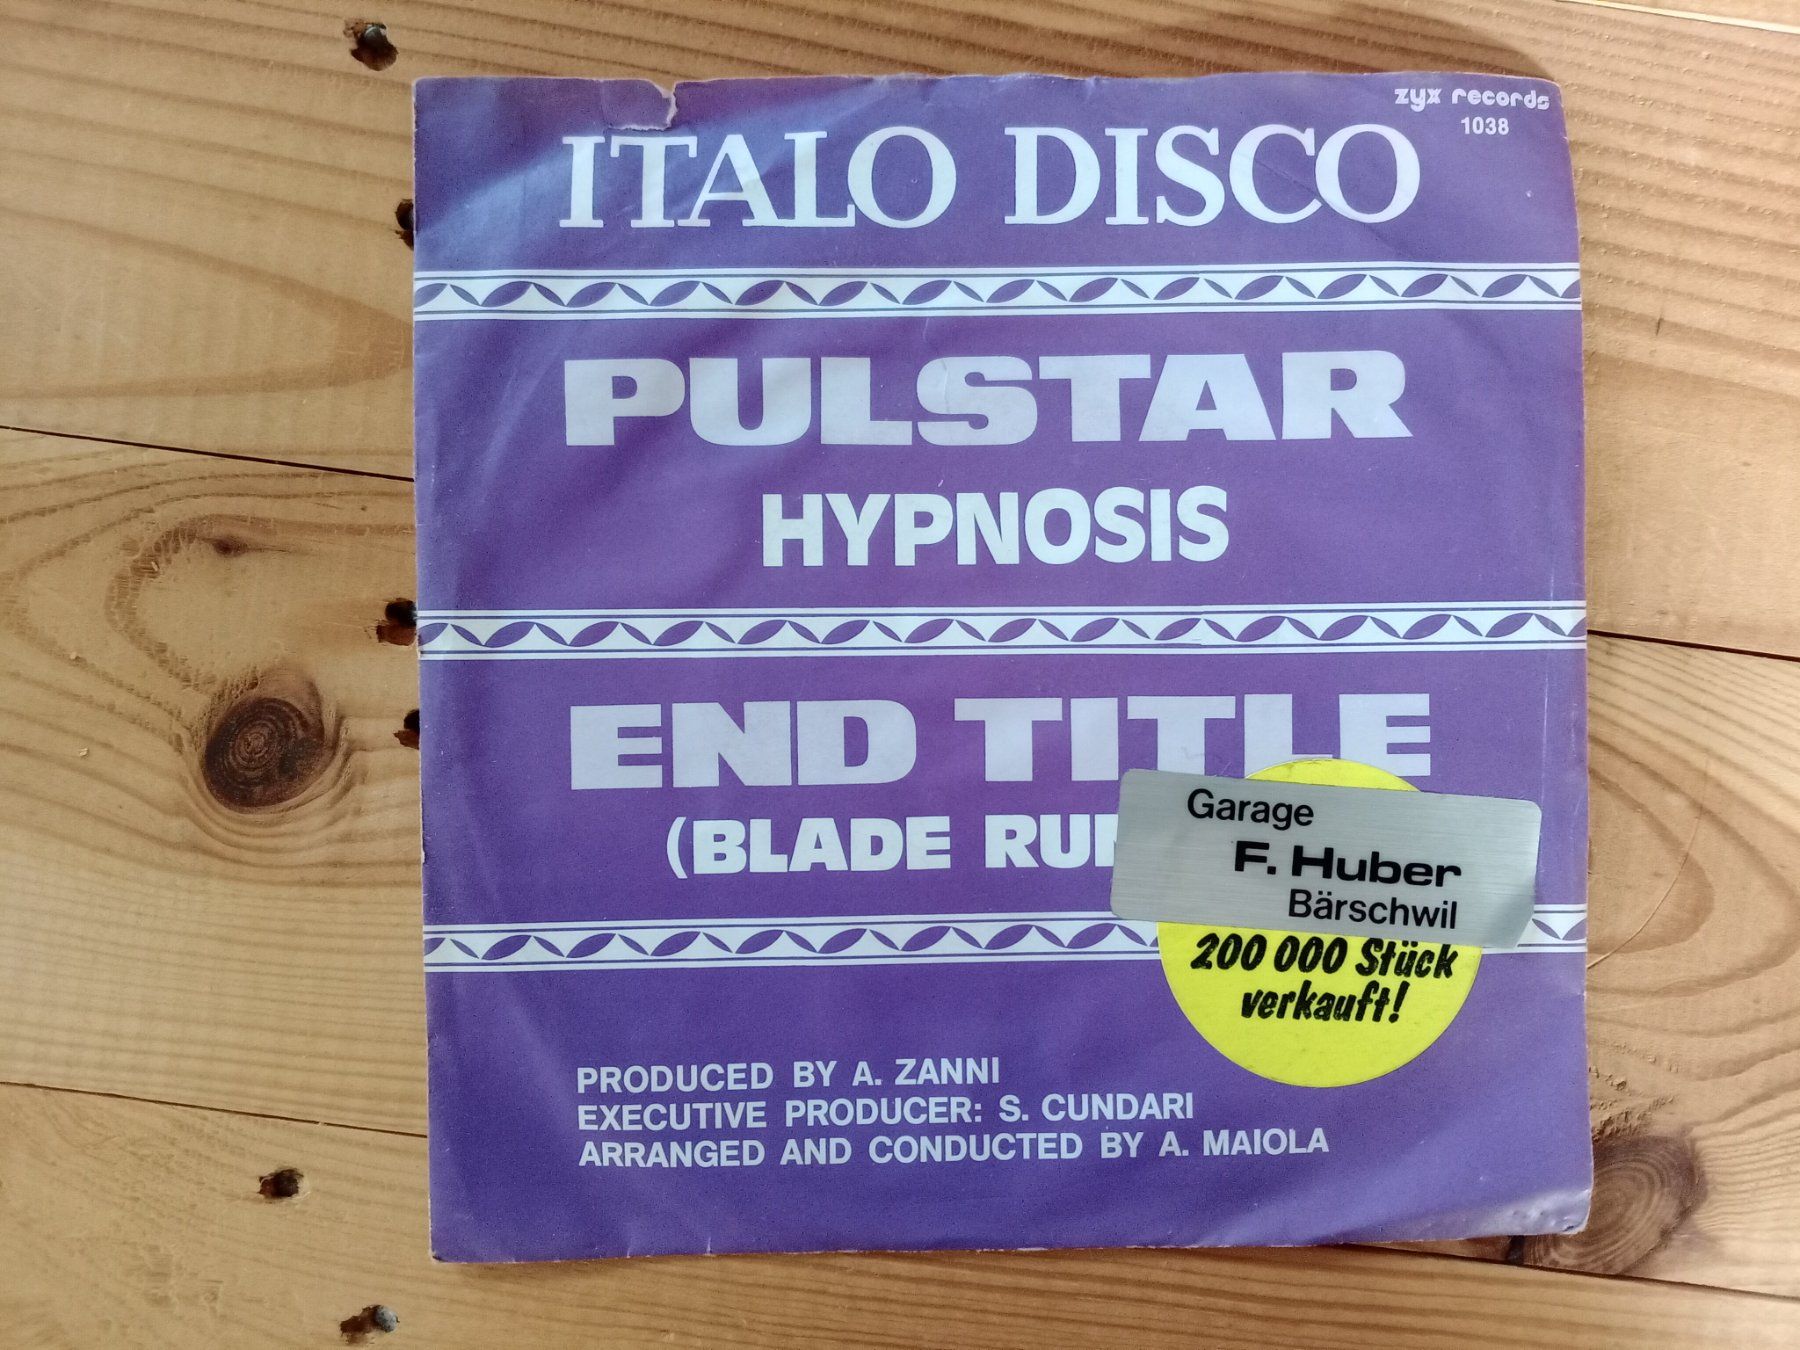 zyx records
1038
ITALO DISCO
PULSTAR
HYPNOSIS
END TITLE
(BLADE
Garage
F. Huber
Bärschwil
200 000 Stück
verkauft!
PRODUCED BY A. ZANNI
EXECUTIVE PRODUCER: S. CUNDARI
ARRANGED AND CONDUCTED BY A. MAIOLA